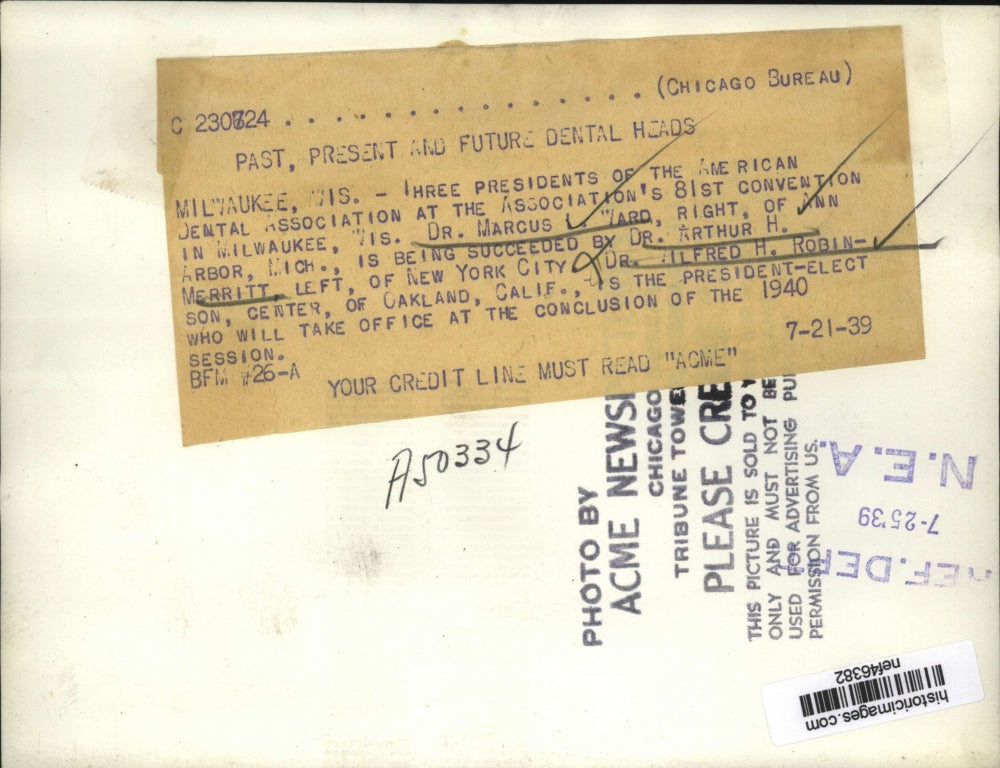 C 230824 . . . . . . . . . . . . . . . (CHICAGO BUREAU)
PAST, PRESENT AND FUTURE DENTAL HEADS
MILWAUKEE, WIS. - THREE PRESIDENTS OF THE AMERICAN
DENTAL ASSOCIATION AT THE ASSOCIATION'S 81ST CONVENTION
IN MILWAUKEE, WIS. DR. MARCUS L. WARD, RIGHT, OF ANN
ARBOR, MICH., IS BEING SUCCEEDED BY DR. ARTHUR H.
MERRITT, LEFT, OF NEW YORK CITY. DR. ALFRED H. ROBIN-
SON, CENTER, OF OAKLAND, CALIF., IS THE PRESIDENT-ELECT
WHO WILL TAKE OFFICE AT THE CONCLUSION OF THE 1940
SESSION.
7-21-39
BFM #26-A
YOUR CREDIT LINE MUST READ "ACME"
A50334
PHOTO BY
ACME NEWS
CHICAGO
TRIBUNE TOWE
PLEASE CRE
THIS PICTURE IS SOLD TO
ONLY AND MUST NOT BE
USED FOR ADVERTISING PU
PERMISSION FROM US.
N.E.A.
7-25'39
REF. DEPT.
historicimages.com
nef46382